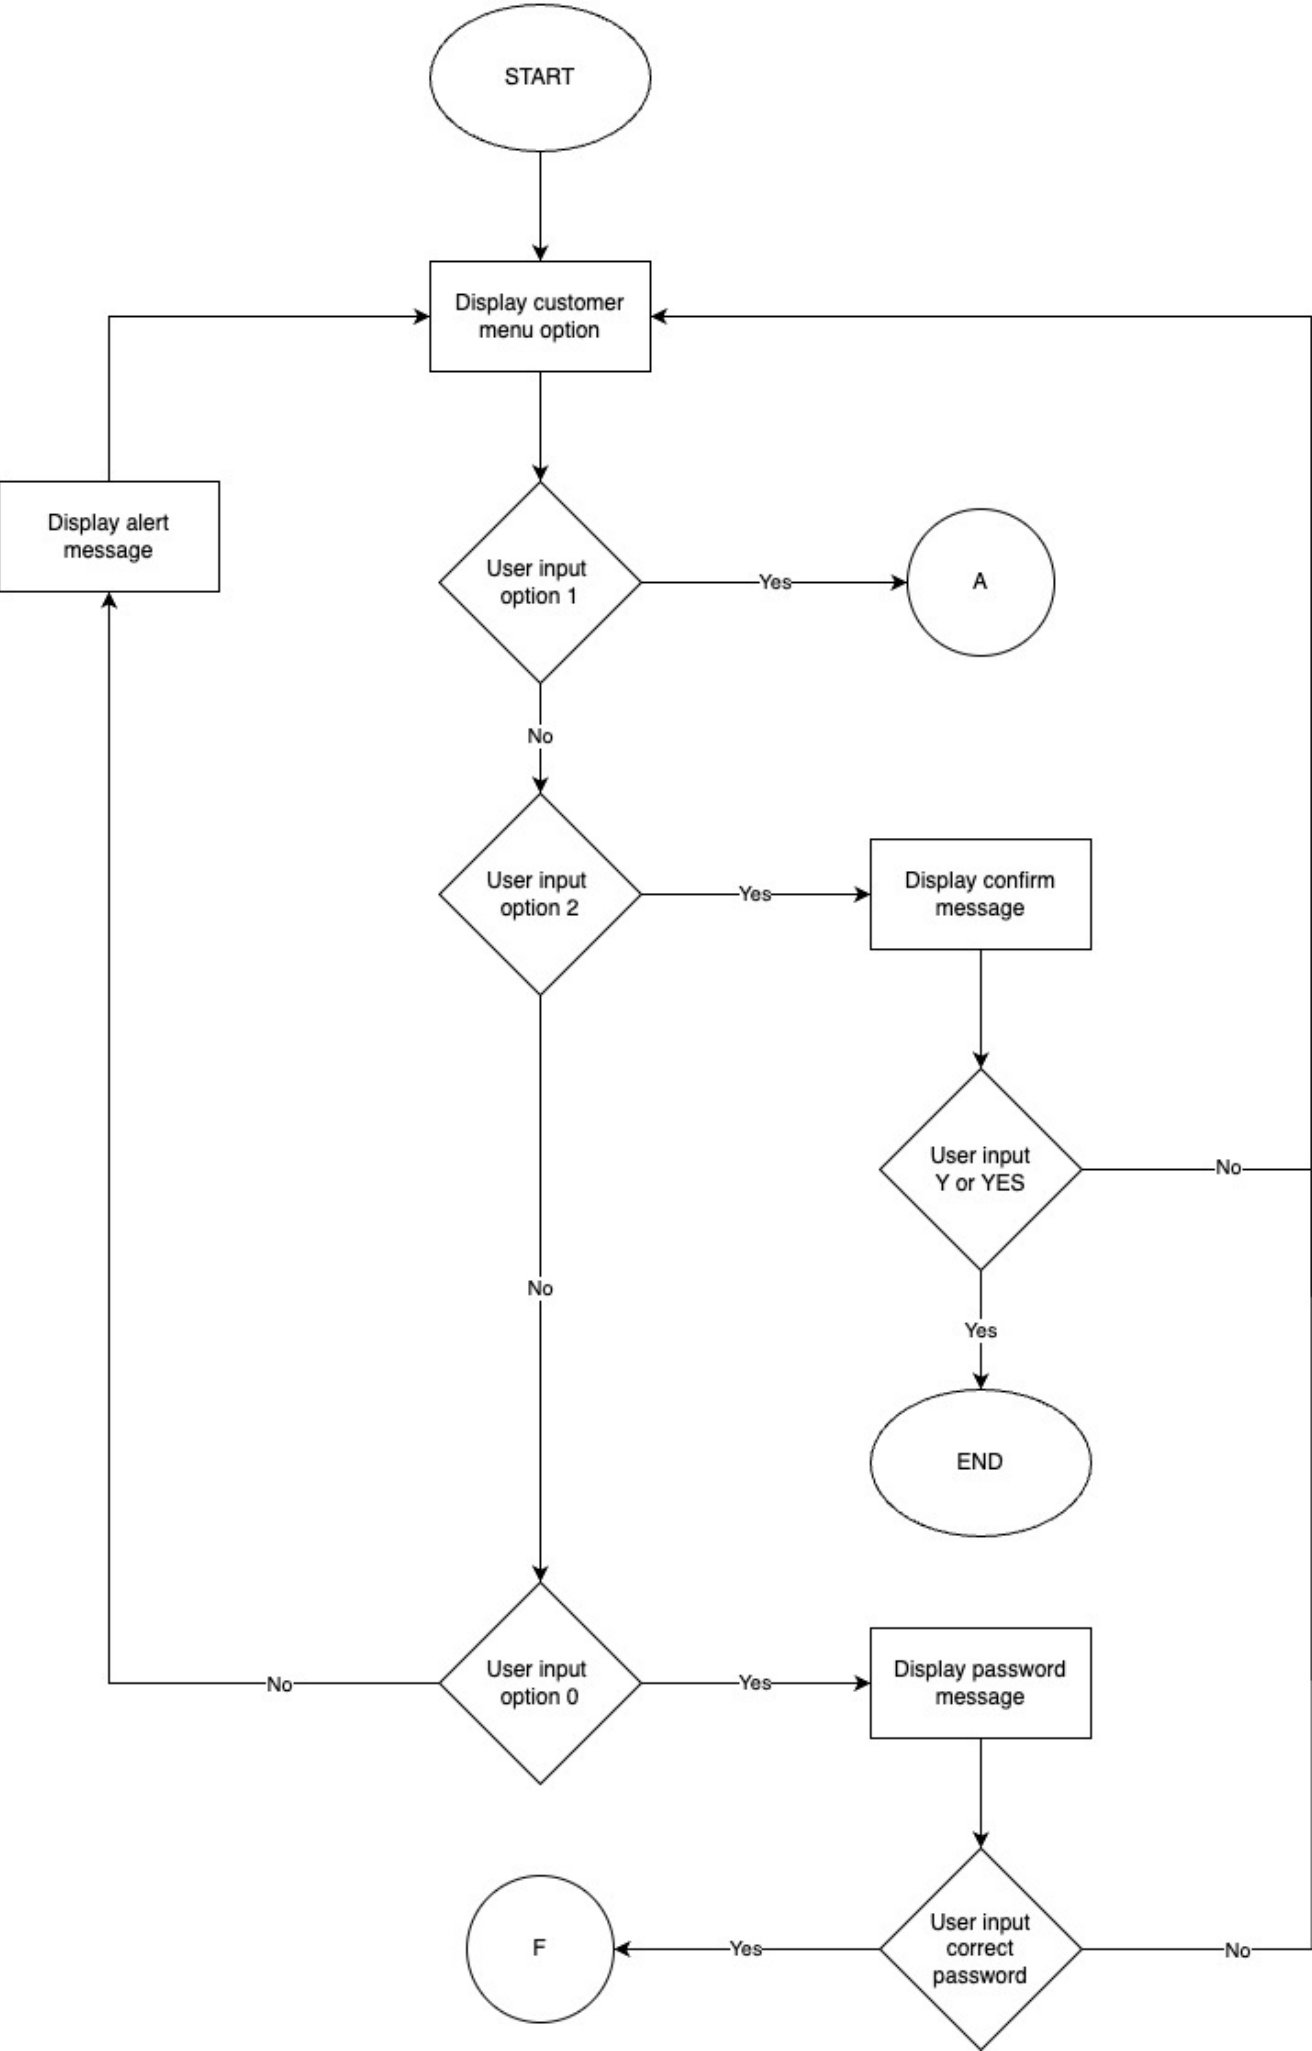 START
Display customer
menu option
Display alert
message
User input
option 1
Yes
A
No
User input
option 2
Yes
Display confirm
message
User input
Y or YES
No
No
Yes
END
User input
option 0
No
Yes
Display password
message
User input
correct
password
Yes
F
No